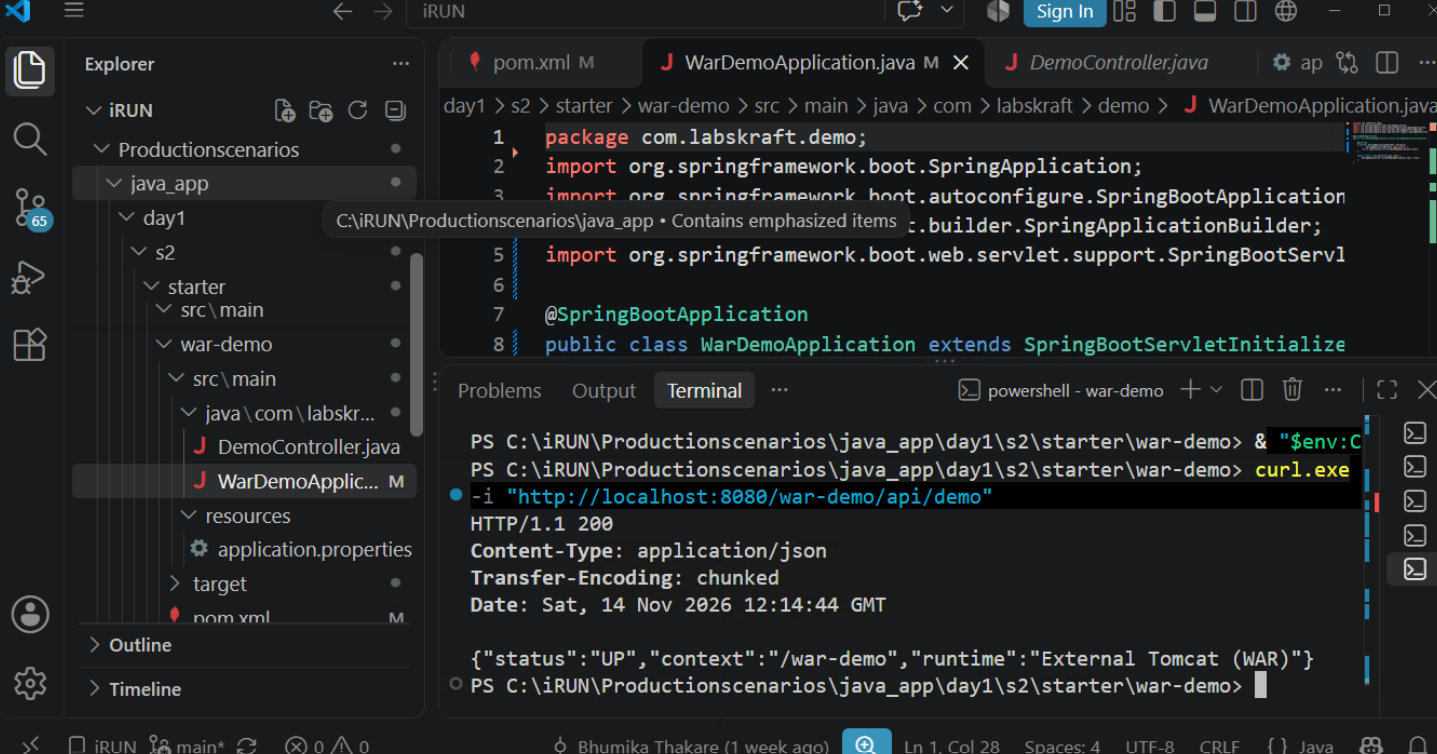 iRUN
Sign In
Explorer
iRUN
Productionscenarios
java_app
day1
s2
starter
src\main
war-demo
src\main
java\com\labskr...
DemoController.java
WarDemoApplic... M
resources
application.properties
target
pom.xml M
Outline
Timeline
65
pom.xml M
WarDemoApplication.java M
DemoController.java
ap
day1 > s2 > starter > war-demo > src > main > java > com > labskraft > demo > WarDemoApplication.java
1 package com.labskraft.demo;
2 import org.springframework.boot.SpringApplication;
3 import org.springframework.boot.autoconfigure.SpringBootApplication
C:\iRUN\Productionscenarios\java_app • Contains emphasized items
t.builder.SpringApplicationBuilder;
5 import org.springframework.boot.web.servlet.support.SpringBootServl
6
7 @SpringBootApplication
8 public class WarDemoApplication extends SpringBootServletInitialize
Problems Output Terminal ...
powershell - war-demo
PS C:\iRUN\Productionscenarios\java_app\day1\s2\starter\war-demo> & "$env:C
PS C:\iRUN\Productionscenarios\java_app\day1\s2\starter\war-demo> curl.exe
-i "http://localhost:8080/war-demo/api/demo"
HTTP/1.1 200
Content-Type: application/json
Transfer-Encoding: chunked
Date: Sat, 14 Nov 2026 12:14:44 GMT
{"status":"UP","context":"/war-demo","runtime":"External Tomcat (WAR)"}
PS C:\iRUN\Productionscenarios\java_app\day1\s2\starter\war-demo>
iRUN main* 0 0 Bhumika Thakare (1 week ago) Ln 1, Col 28 Spaces: 4 UTF-8 CRLF {} Java